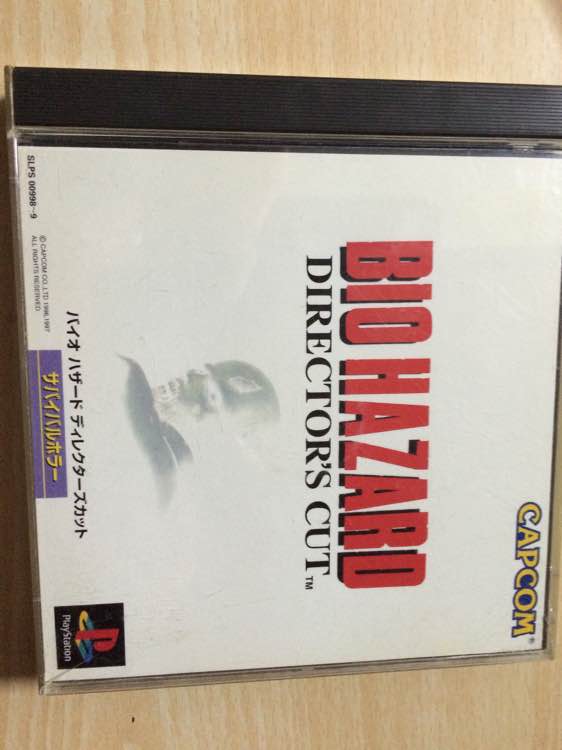 CAPCOM®
BIO HAZARD
DIRECTOR'S CUT™
バイオ ハザード ディレクターズカット
サバイバルホラー
SLPS 00998~9
© CAPCOM CO., LTD. 1996, 1997
ALL RIGHTS RESERVED.
PlayStation